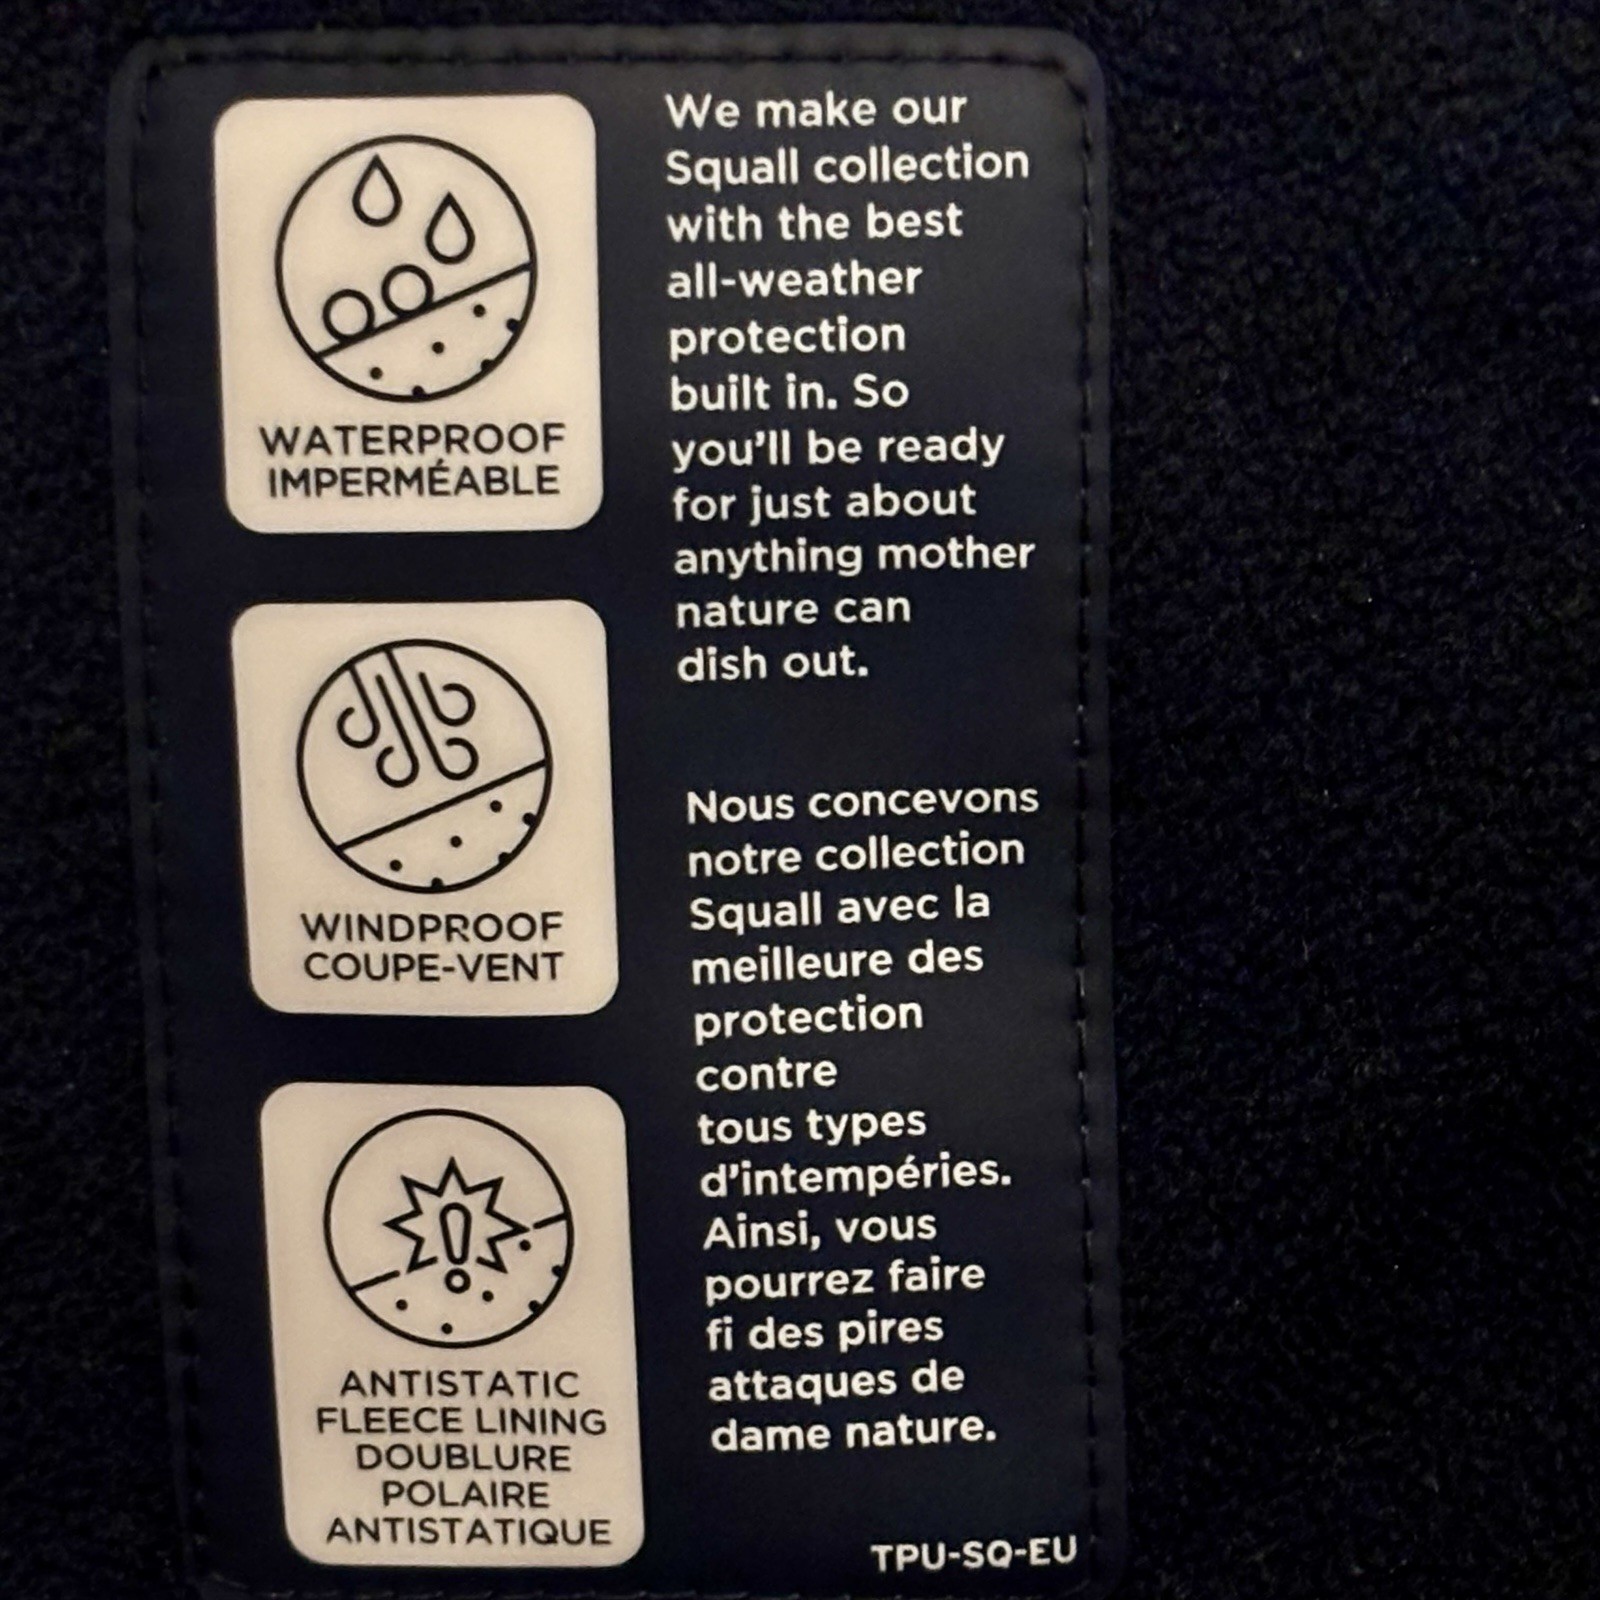 WATERPROOF
IMPERMÉABLE
WINDPROOF
COUPE-VENT
ANTISTATIC
FLEECE LINING
DOUBLURE
POLAIRE
ANTISTATIQUE
We make our
Squall collection
with the best
all-weather
protection
built in. So
you'll be ready
for just about
anything mother
nature can
dish out.
Nous concevons
notre collection
Squall avec la
meilleure des
protection
contre
tous types
d'intempéries.
Ainsi, vous
pourrez faire
fi des pires
attaques de
dame nature.
TPU-SQ-EU